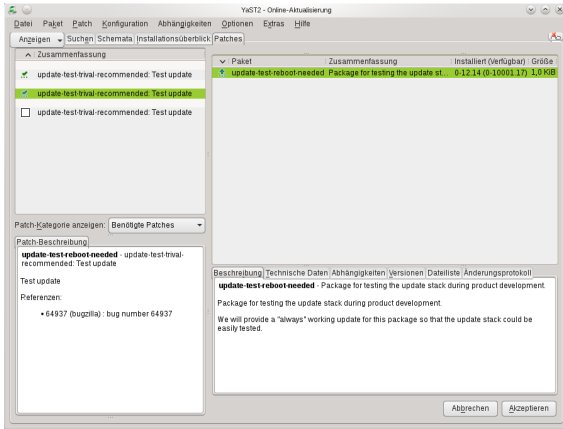 YaST2 - Online-Aktualisierung
Datei Paket Patch Konfiguration Abhängigkeiten Optionen Extras Hilfe
Anzeigen Suchen Schemata Installationsüberblick Patches
Zusammenfassung
update-test-trival-recommended: Test update
update-test-trival-recommended: Test update
update-test-trival-recommended: Test update
Patch-Kategorie anzeigen: Benötigte Patches
Patch-Beschreibung
update-test-reboot-needed - update-test-trival-
recommended: Test update
Test update
Referenzen:
• 64937 (bugzilla) : bug number 64937
Paket Zusammenfassung Installiert (Verfügbar) Größe
update-test-reboot-needed Package for testing the update st... 0-12.14 (0-10001.17) 1,0 KiB
Beschreibung Technische Daten Abhängigkeiten Versionen Dateiliste Änderungsprotokoll
update-test-reboot-needed - Package for testing the update stack during product development.
Package for testing the update stack during product development.
We will provide a "always" working update for this package so that the update stack could be
easily tested.
Abbrechen Akzeptieren